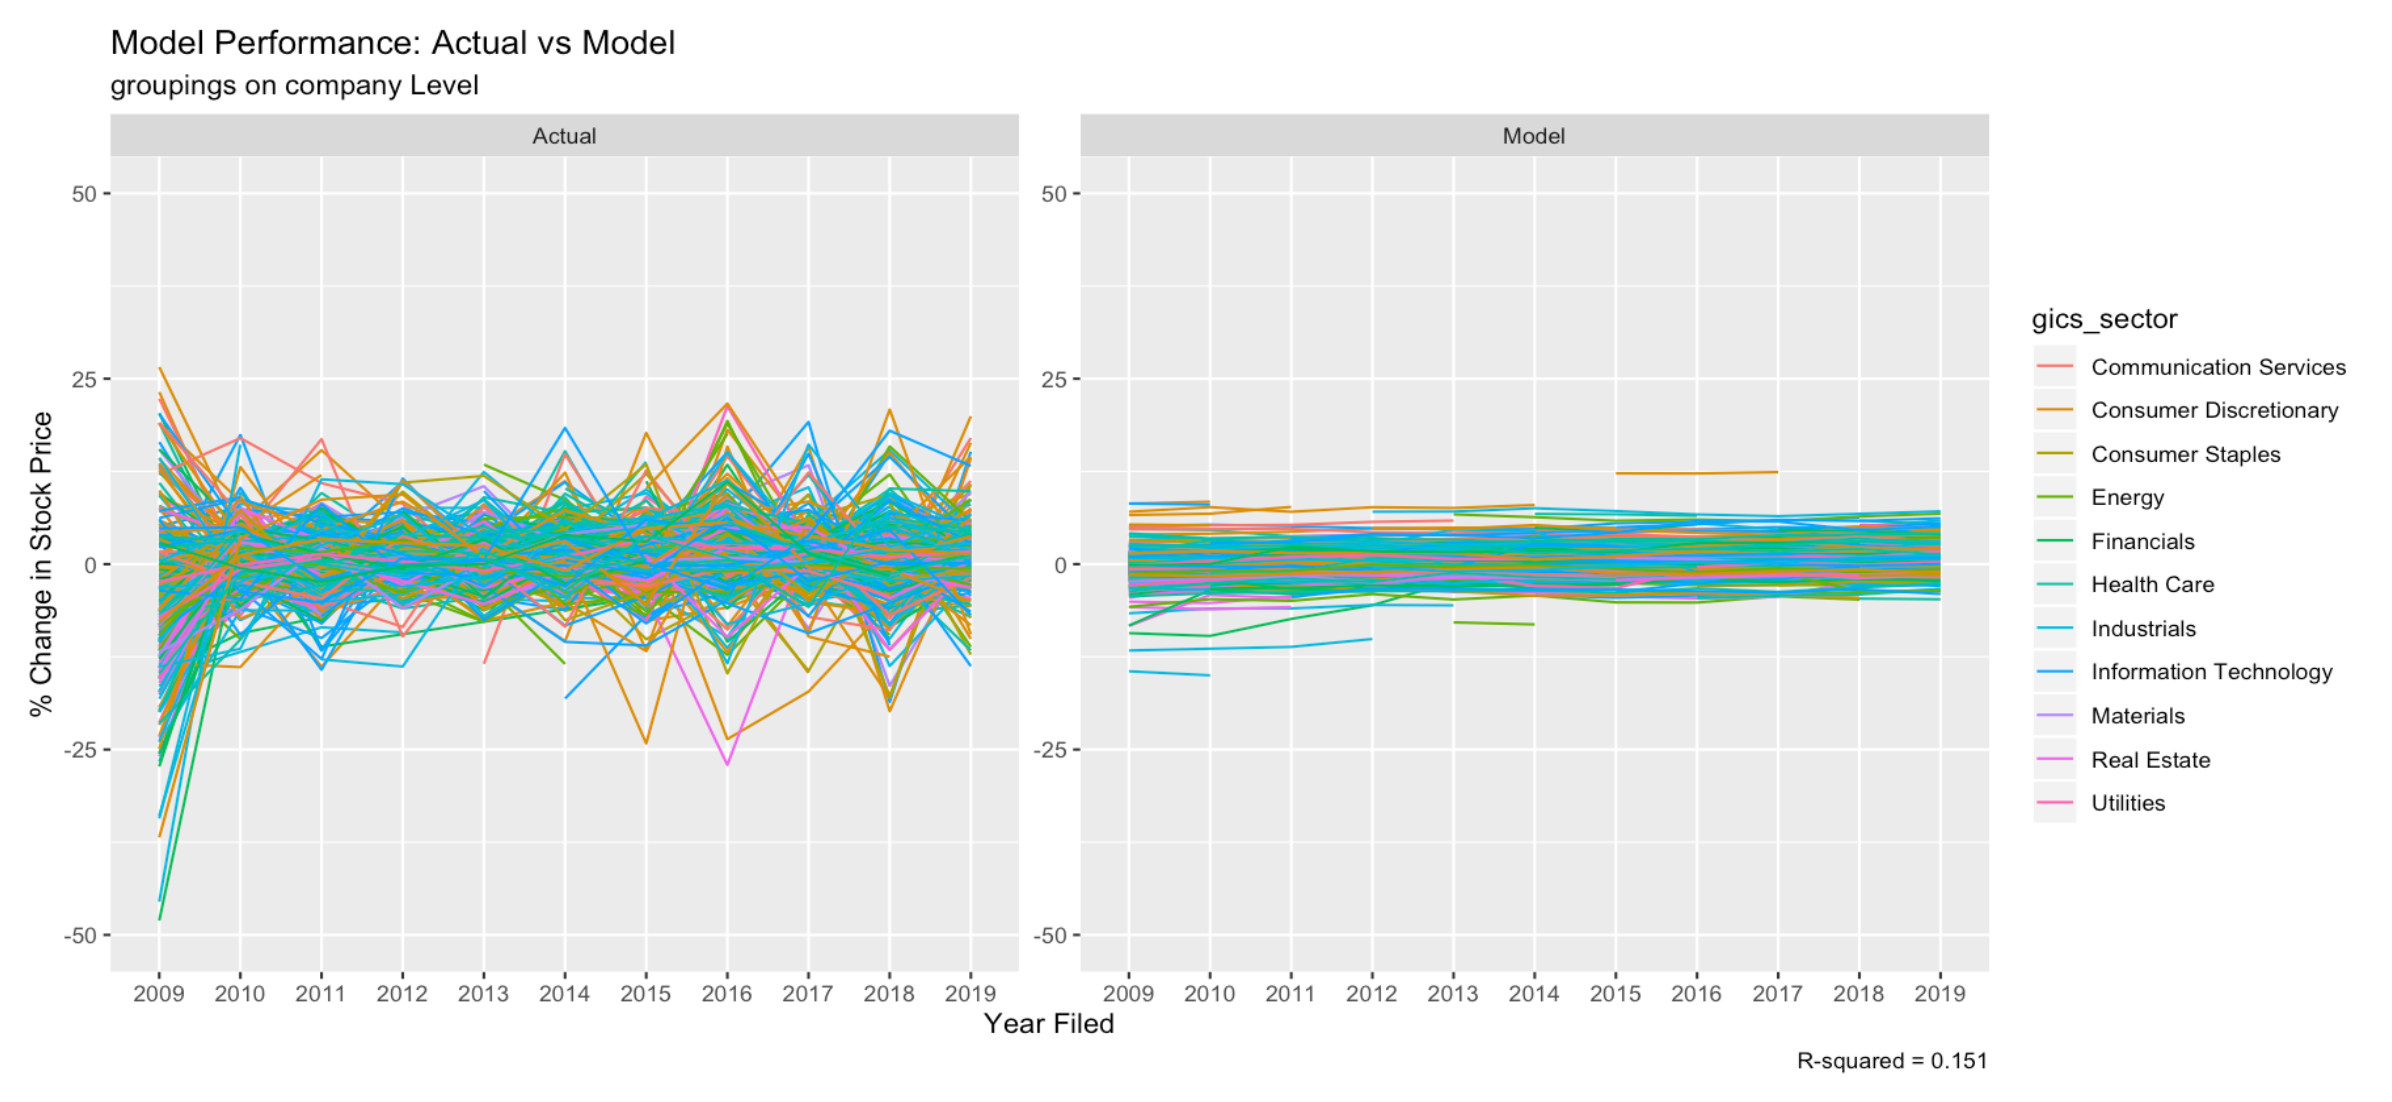 Model Performance: Actual vs Model
groupings on company Level
Actual
Model
% Change in Stock Price
50
25
0
-25
-50
50
25
0
-25
-50
2009 2010 2011 2012 2013 2014 2015 2016 2017 2018 2019
2009 2010 2011 2012 2013 2014 2015 2016 2017 2018 2019
Year Filed
gics_sector
Communication Services
Consumer Discretionary
Consumer Staples
Energy
Financials
Health Care
Industrials
Information Technology
Materials
Real Estate
Utilities
R-squared = 0.151